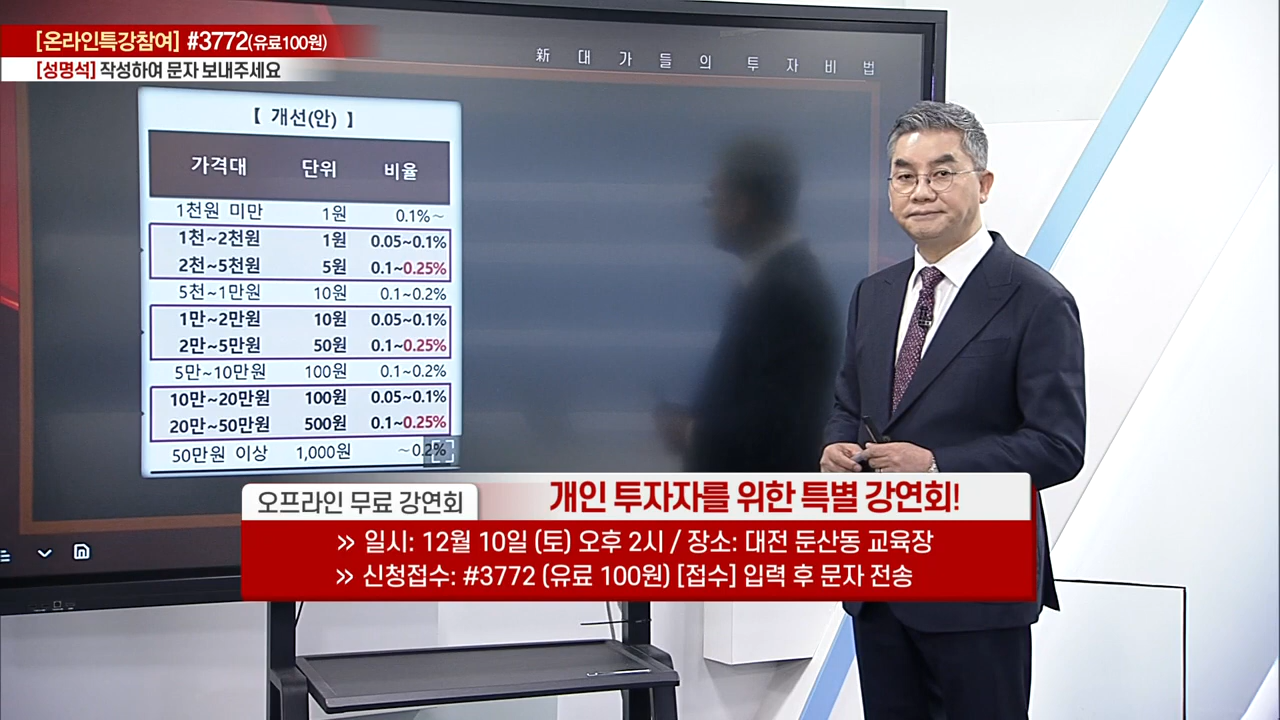 [온라인특강참여] #3772(유료100원)
[성명석] 작성하여 문자 보내주세요
新 대가들의 투자비법
【 개선(안) 】
가격대 단위 비율
1천원 미만 1원 0.1%~
1천~2천원 1원 0.05~0.1%
2천~5천원 5원 0.1~0.25%
5천~1만원 10원 0.1~0.2%
1만~2만원 10원 0.05~0.1%
2만~5만원 50원 0.1~0.25%
5만~10만원 100원 0.1~0.2%
10만~20만원 100원 0.05~0.1%
20만~50만원 500원 0.1~0.25%
50만원 이상 1,000원 ~0.2%
오프라인 무료 강연회 개인 투자자를 위한 특별 강연회!
>> 일시: 12월 10일 (토) 오후 2시 / 장소: 대전 둔산동 교육장
>> 신청접수: #3772 (유료 100원) [접수] 입력 후 문자 전송